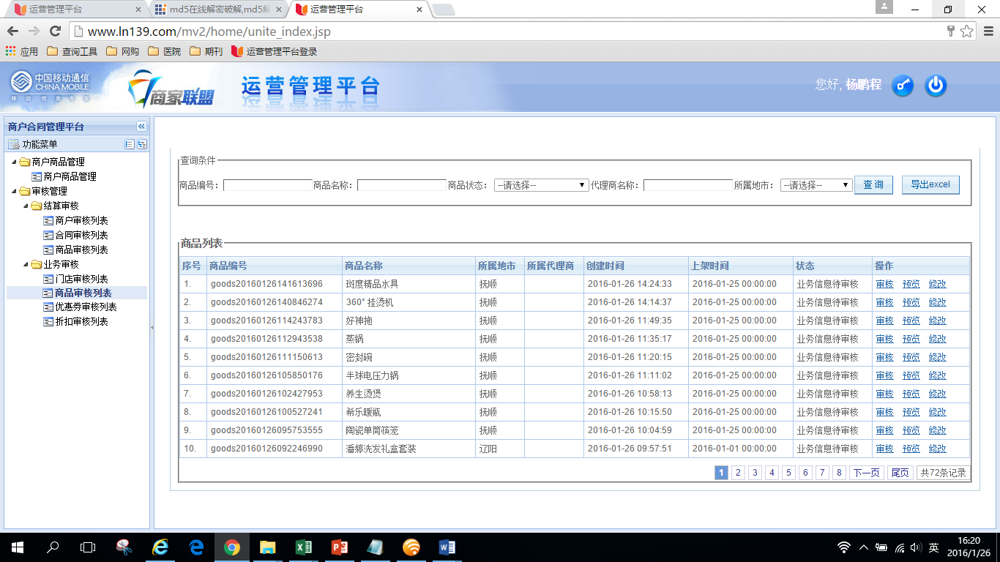 运营管理平台
md5在线解密破解,md5解
运营管理平台
www.ln139.com/mv2/home/unite_index.jsp
应用 查询工具 网购 医院 期刊 运营管理平台登录
中国移动通信
CHINA MOBILE
移动信息专家
商家联盟
运营管理平台
您好, 杨鹏程
商户合同管理平台
功能菜单
商户商品管理
商户商品管理
审核管理
结算审核
商户审核列表
合同审核列表
商品审核列表
业务审核
门店审核列表
商品审核列表
优惠券审核列表
折扣审核列表
查询条件
商品编号: 商品名称: 商品状态: --请选择-- 代理商名称: 所属地市: --请选择-- 查询 导出excel
商品列表
序号 商品编号 商品名称 所属地市 所属代理商 创建时间 上架时间 状态 操作
1. goods20160126141613696 斑度精品水具 抚顺 2016-01-26 14:24:33 2016-01-25 00:00:00 业务信息待审核 审核 预览 修改
2. goods20160126140846274 360° 挂烫机 抚顺 2016-01-26 14:14:37 2016-01-25 00:00:00 业务信息待审核 审核 预览 修改
3. goods20160126114243783 好神拖 抚顺 2016-01-26 11:49:35 2016-01-25 00:00:00 业务信息待审核 审核 预览 修改
4. goods20160126112943538 蒸锅 抚顺 2016-01-26 11:35:17 2016-01-25 00:00:00 业务信息待审核 审核 预览 修改
5. goods20160126111150613 密封碗 抚顺 2016-01-26 11:20:15 2016-01-25 00:00:00 业务信息待审核 审核 预览 修改
6. goods20160126105850176 半球电压力锅 抚顺 2016-01-26 11:11:02 2016-01-25 00:00:00 业务信息待审核 审核 预览 修改
7. goods20160126102427953 养生汤煲 抚顺 2016-01-26 10:58:13 2016-01-25 00:00:00 业务信息待审核 审核 预览 修改
8. goods20160126100527241 希乐暖瓶 抚顺 2016-01-26 10:15:50 2016-01-25 00:00:00 业务信息待审核 审核 预览 修改
9. goods20160126095753555 陶瓷单筒筷笼 抚顺 2016-01-26 10:04:59 2016-01-25 00:00:00 业务信息待审核 审核 预览 修改
10. goods20160126092246990 潘婷洗发礼盒套装 辽阳 2016-01-26 09:57:51 2016-01-01 00:00:00 业务信息待审核 审核 预览 修改
1 2 3 4 5 6 7 8 下一页 尾页 共72条记录
英
16:20
2016/1/26